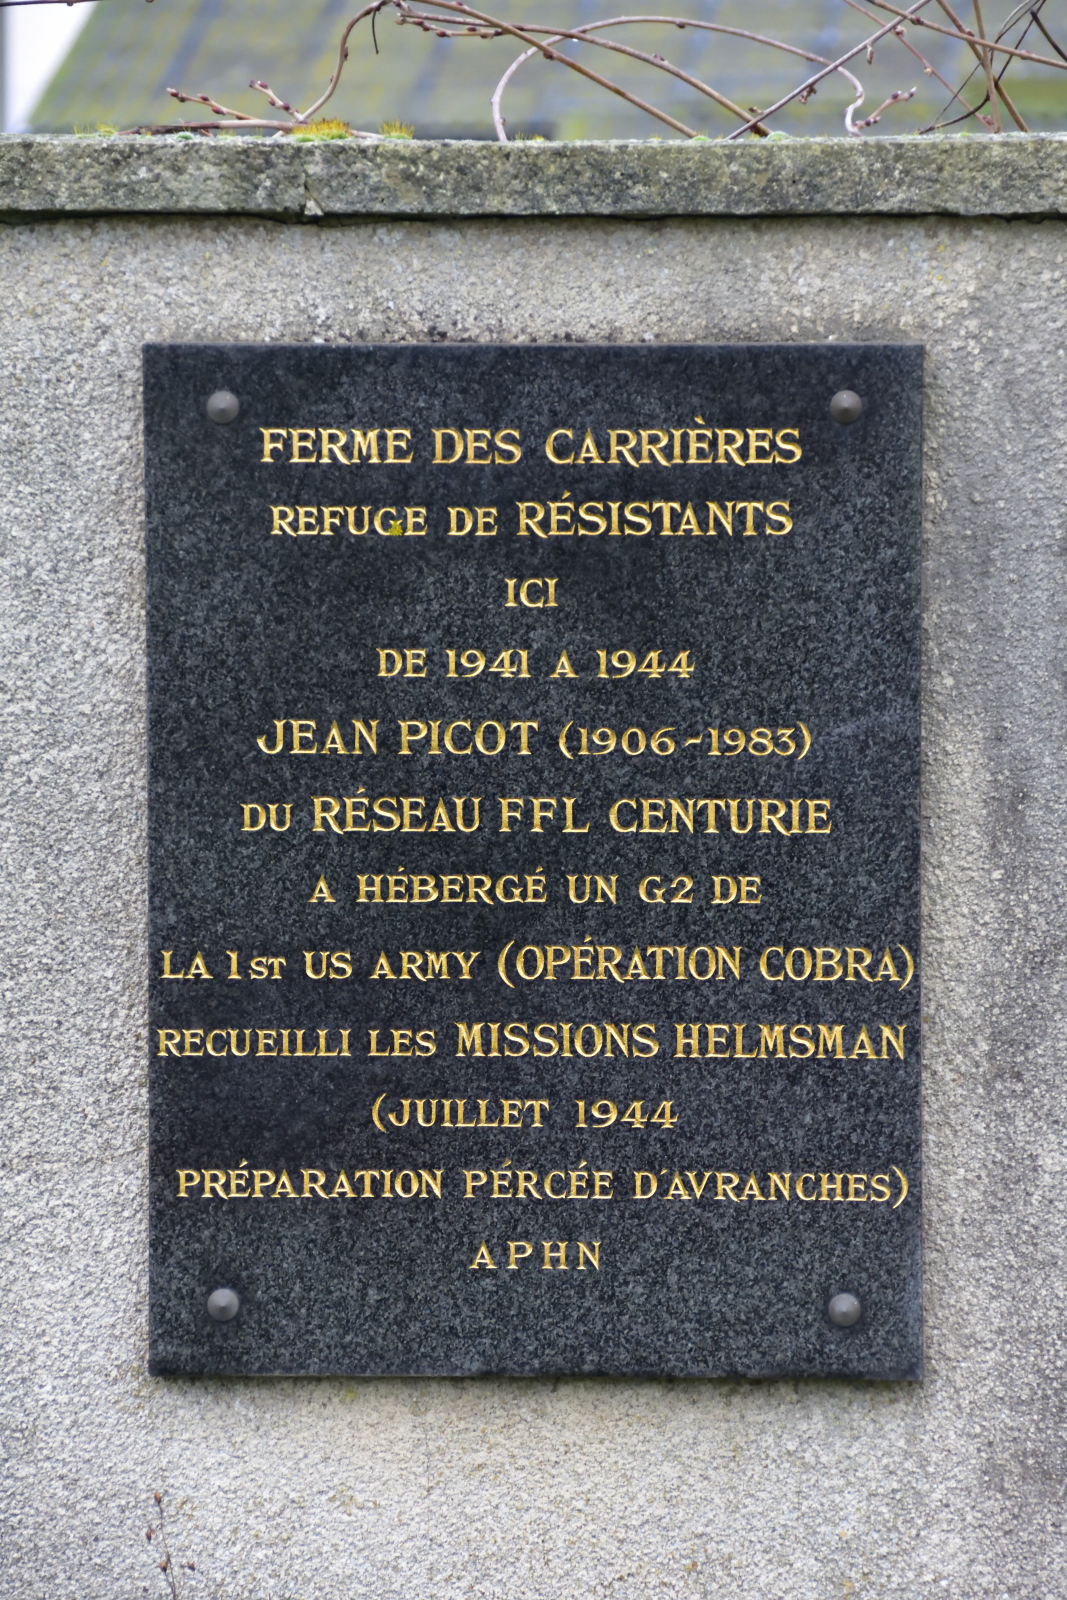 FERME DES CARRIÈRES
REFUGE DE RÉSISTANTS
ICI
DE 1941 A 1944
JEAN PICOT (1906-1983)
DU RÉSEAU FFL CENTURIE
A HÉBERGÉ UN G2 DE
LA 1ST US ARMY (OPÉRATION COBRA)
RECUEILLI LES MISSIONS HELMSMAN
(JUILLET 1944
PRÉPARATION PÉRCÉE D'AVRANCHES)
APHN